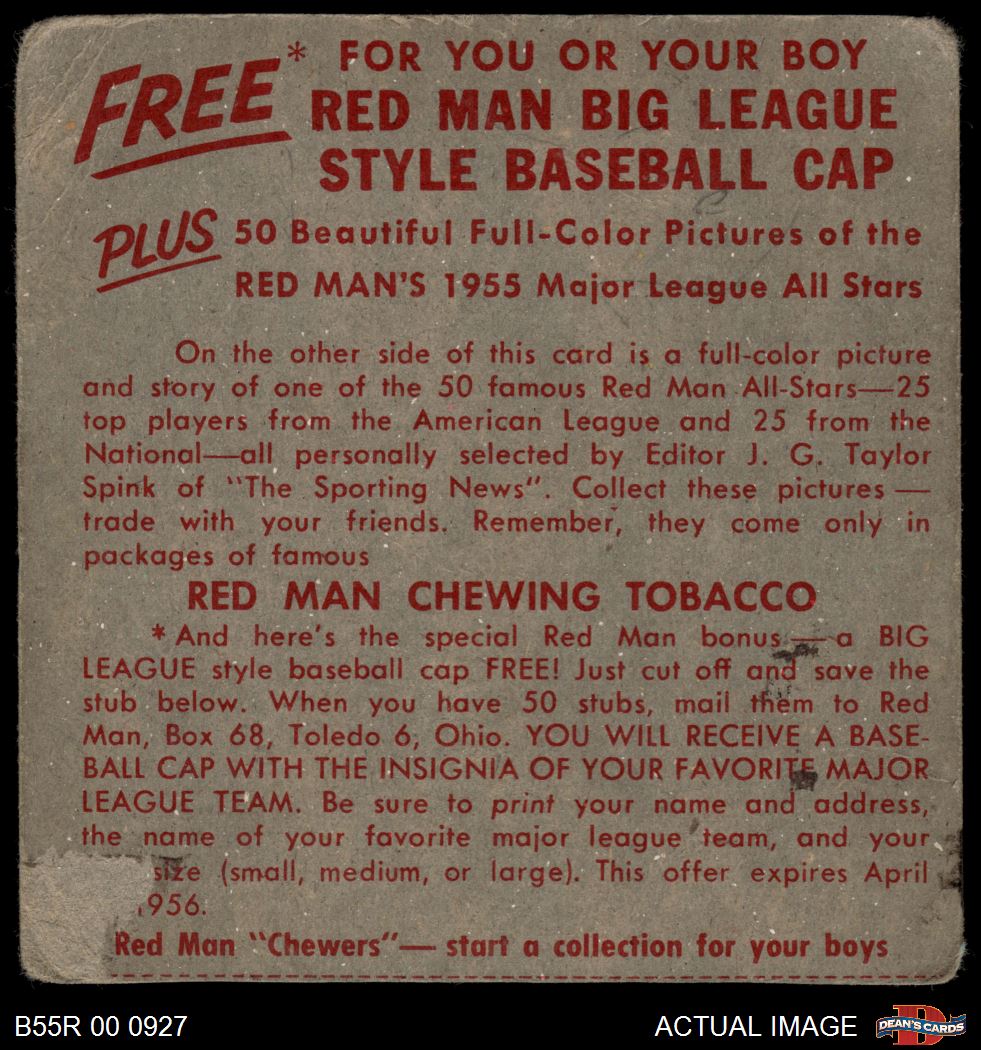 FREE* FOR YOU OR YOUR BOY
RED MAN BIG LEAGUE
STYLE BASEBALL CAP
PLUS 50 Beautiful Full-Color Pictures of the
RED MAN'S 1955 Major League All Stars
On the other side of this card is a full-color picture
and story of one of the 50 famous Red Man All-Stars—25
top players from the American League and 25 from the
National—all personally selected by Editor J. G. Taylor
Spink of "The Sporting News". Collect these pictures —
trade with your friends. Remember, they come only in
packages of famous
RED MAN CHEWING TOBACCO
* And here's the special Red Man bonus — a BIG
LEAGUE style baseball cap FREE! Just cut off and save the
stub below. When you have 50 stubs, mail them to Red
Man, Box 68, Toledo 6, Ohio. YOU WILL RECEIVE A BASE-
BALL CAP WITH THE INSIGNIA OF YOUR FAVORITE MAJOR
LEAGUE TEAM. Be sure to print your name and address,
the name of your favorite major league team, and your
size (small, medium, or large). This offer expires April
1956.
Red Man "Chewers"— start a collection for your boys
B55R 00 0927
ACTUAL IMAGE
D
DEAN'S CARDS